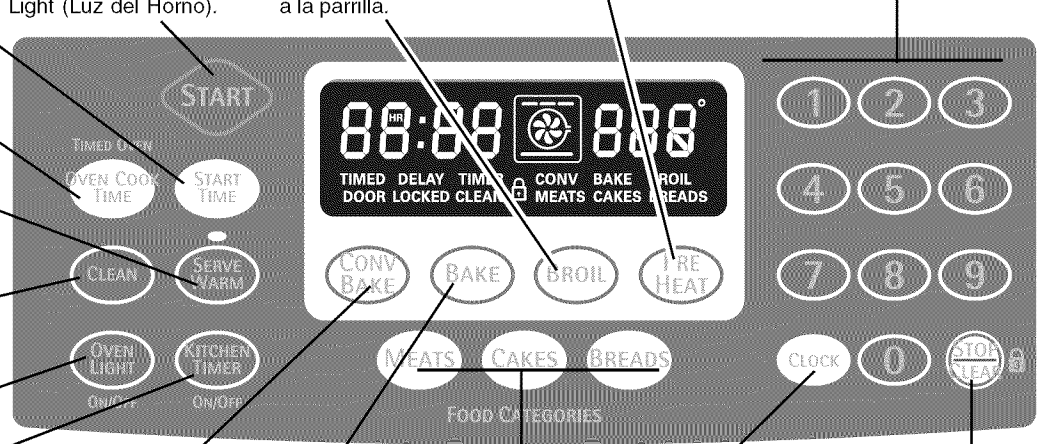 Light (Luz del Horno).
a la parrilla.
START
TIMED OVEN
OVEN COOK TIME
START TIME
CLEAN
SERVE WARM
OVEN LIGHT
ON/OFF
KITCHEN TIMER
ON/OFF
88:88 888°
HR
TIMED DELAY TIMER CONV BAKE BROIL
DOOR LOCKED CLEAN MEATS CAKES BREADS
CONV BAKE
BAKE
BROIL
PRE HEAT
MEATS
CAKES
BREADS
FOOD CATEGORIES
1 2 3
4 5 6
7 8 9
CLOCK
0
STOP
CLEAR